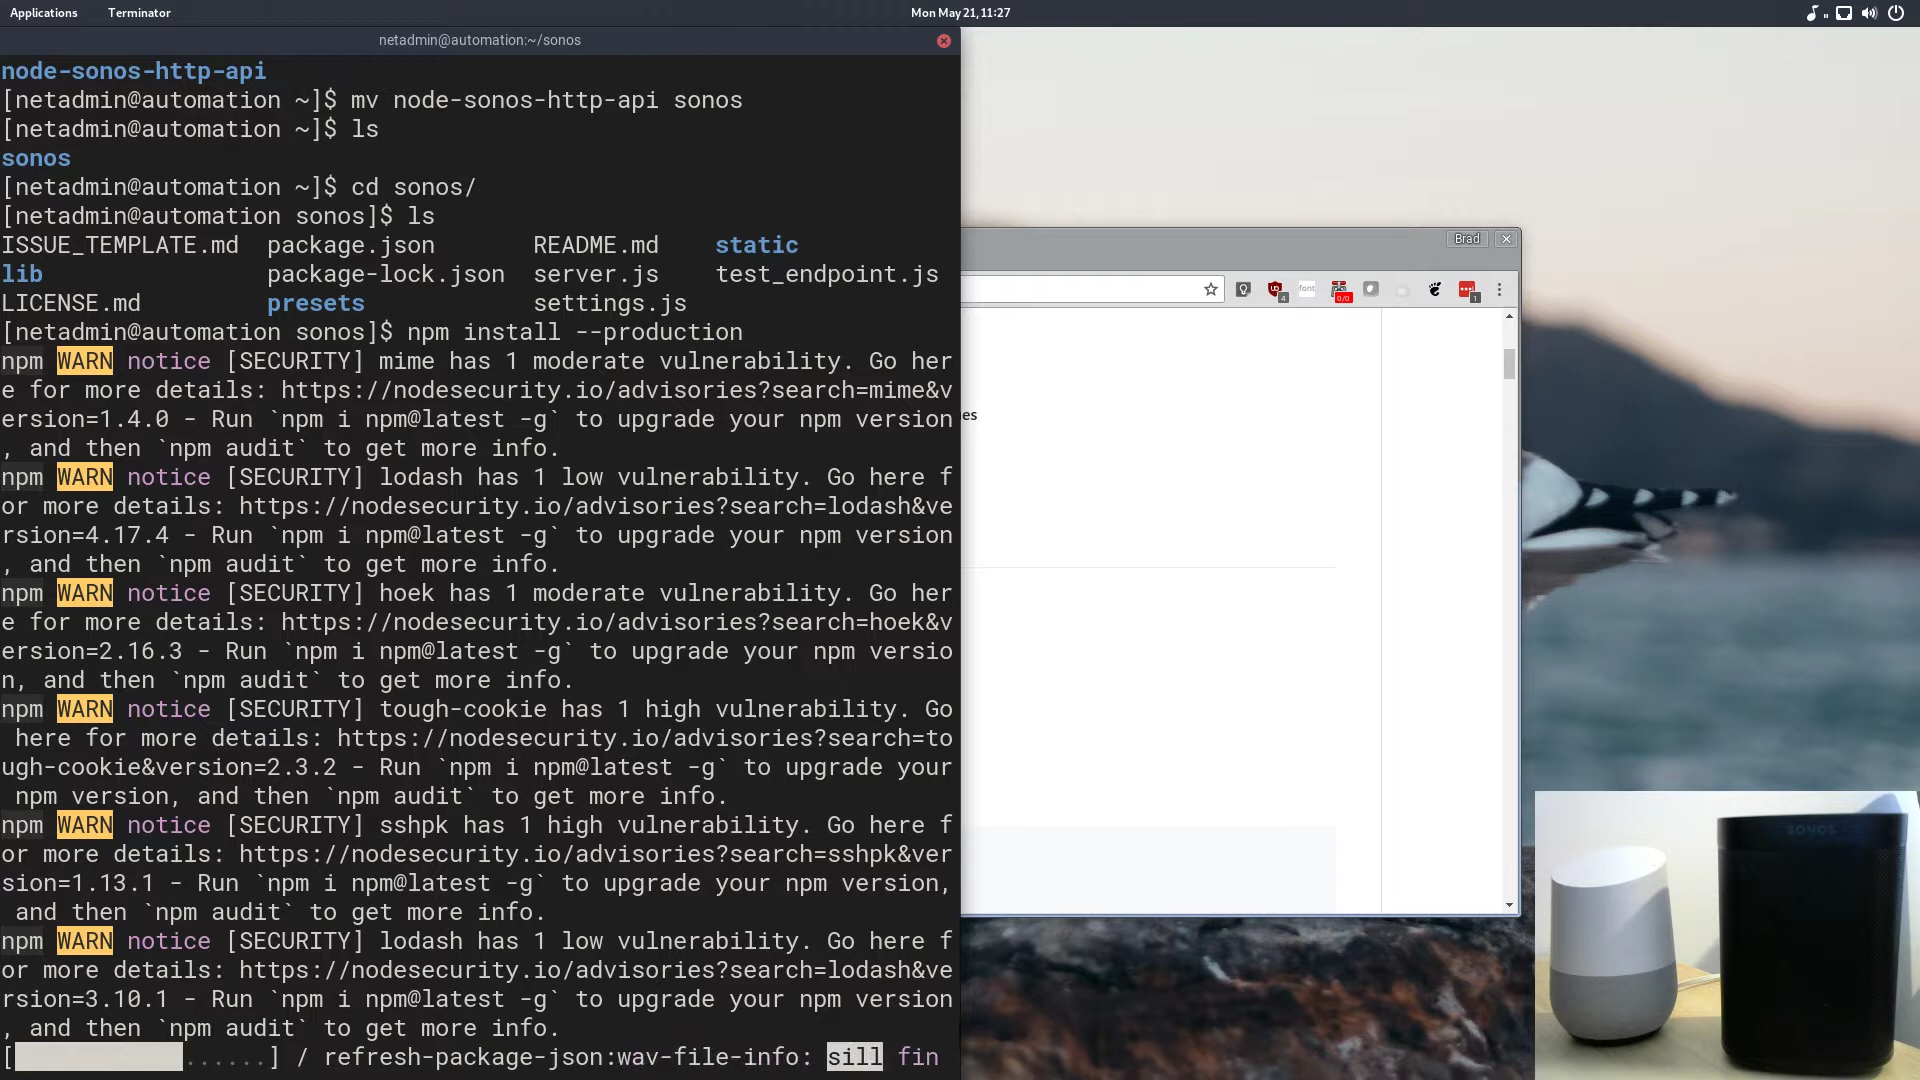 Applications Terminator Mon May 21, 11:27
netadmin@automation:~/sonos
node-sonos-http-api
[netadmin@automation ~]$ mv node-sonos-http-api sonos
[netadmin@automation ~]$ ls
sonos
[netadmin@automation ~]$ cd sonos/
[netadmin@automation sonos]$ ls
ISSUE_TEMPLATE.md package.json README.md static
lib package-lock.json server.js test_endpoint.js
LICENSE.md presets settings.js
[netadmin@automation sonos]$ npm install --production
npm WARN notice [SECURITY] mime has 1 moderate vulnerability. Go her
e for more details: https://nodesecurity.io/advisories?search=mime&v
ersion=1.4.0 - Run `npm i npm@latest -g` to upgrade your npm version
, and then `npm audit` to get more info.
npm WARN notice [SECURITY] lodash has 1 low vulnerability. Go here f
or more details: https://nodesecurity.io/advisories?search=lodash&ve
rsion=4.17.4 - Run `npm i npm@latest -g` to upgrade your npm version
, and then `npm audit` to get more info.
npm WARN notice [SECURITY] hoek has 1 moderate vulnerability. Go her
e for more details: https://nodesecurity.io/advisories?search=hoek&v
ersion=2.16.3 - Run `npm i npm@latest -g` to upgrade your npm versio
n, and then `npm audit` to get more info.
npm WARN notice [SECURITY] tough-cookie has 1 high vulnerability. Go
here for more details: https://nodesecurity.io/advisories?search=to
ugh-cookie&version=2.3.2 - Run `npm i npm@latest -g` to upgrade your
npm version, and then `npm audit` to get more info.
npm WARN notice [SECURITY] sshpk has 1 high vulnerability. Go here f
or more details: https://nodesecurity.io/advisories?search=sshpk&ver
sion=1.13.1 - Run `npm i npm@latest -g` to upgrade your npm version,
and then `npm audit` to get more info.
npm WARN notice [SECURITY] lodash has 1 low vulnerability. Go here f
or more details: https://nodesecurity.io/advisories?search=lodash&ve
rsion=3.10.1 - Run `npm i npm@latest -g` to upgrade your npm version
, and then `npm audit` to get more info.
[ ......] / refresh-package-json:wav-file-info: sill fin
Brad
4 font 0/0 1
ies
SONOS